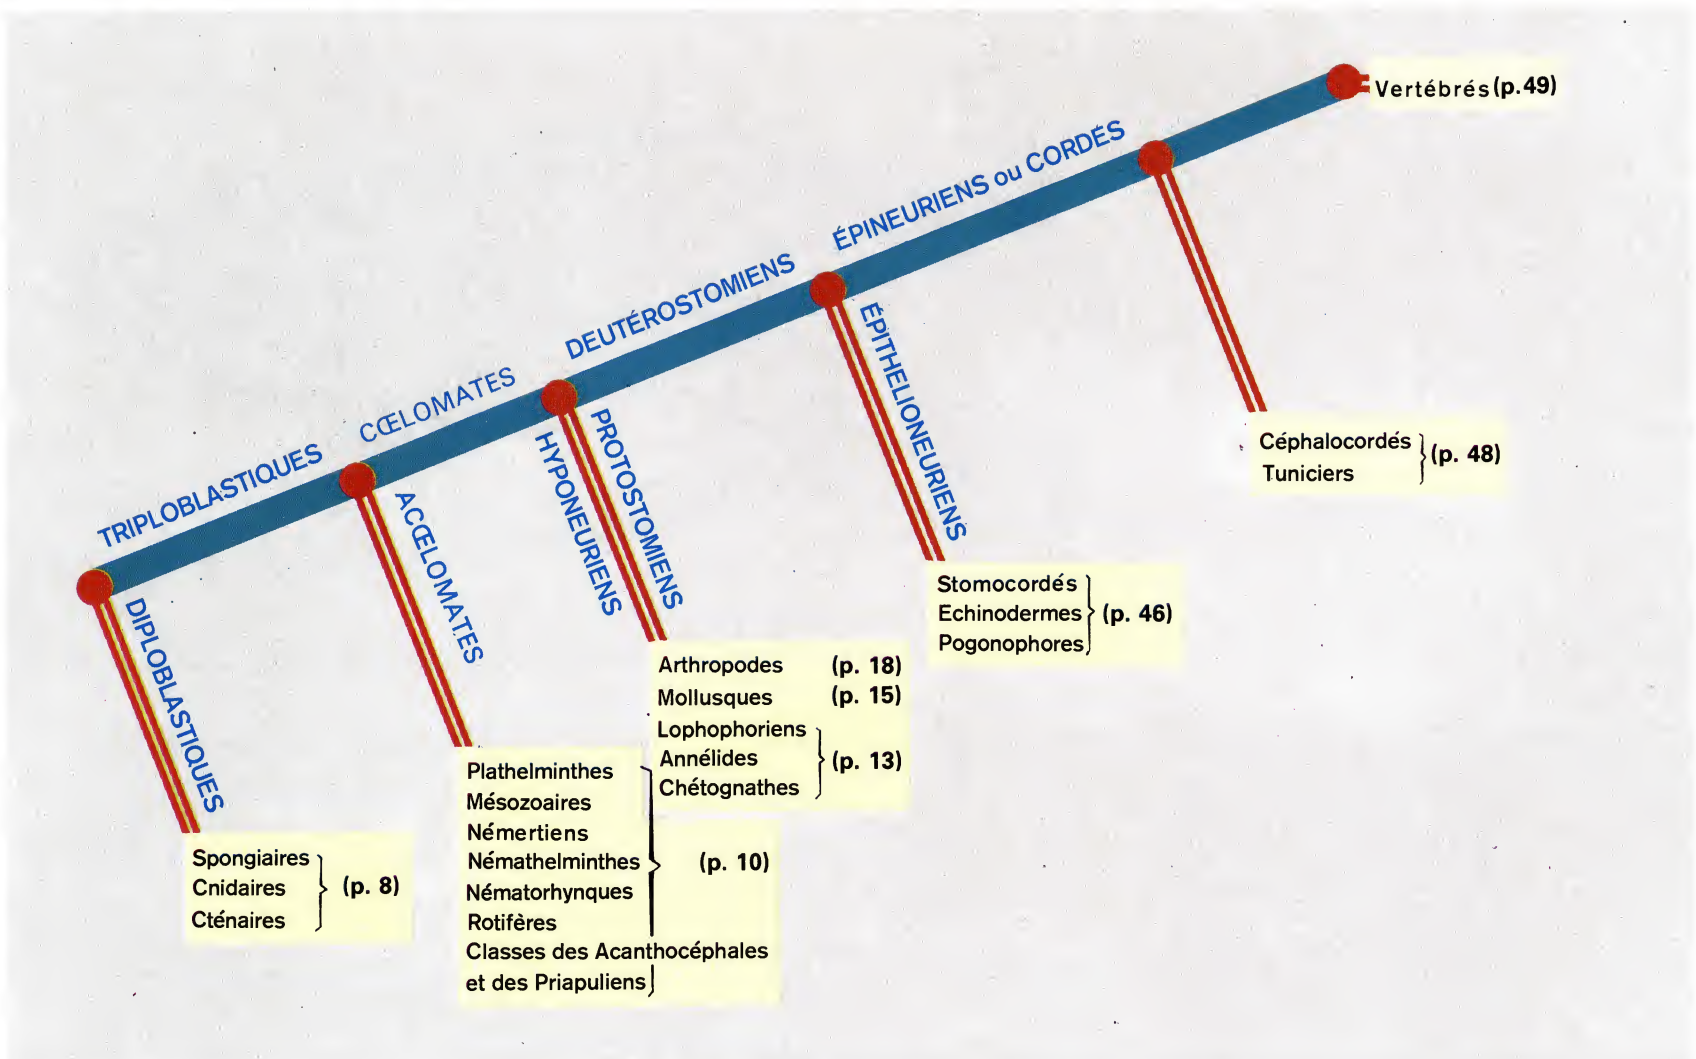 Vertébrés (p.49)
ÉPINEURIENS ou CORDÉS
DEUTÉROSTOMIENS
CŒLOMATES
TRIPLOBLASTIQUES
DIPLOBLASTIQUES
ACŒLOMATES
HYPONEURIENS
PROTOSTOMIENS
ÉPITHELIONEURIENS
Céphalocordés
Tuniciers
(p. 48)
Stomocordés
Echinodermes
Pogonophores
(p. 46)
Arthropodes (p. 18)
Mollusques (p. 15)
Lophophoriens
Annélides
Chétognathes
(p. 13)
Plathelminthes
Mésozoaires
Némertiens
Némathelminthes
Nématorhynques
Rotifères
Classes des Acanthocéphales
et des Priapuliens
(p. 10)
Spongiaires
Cnidaires
Cténaires
(p. 8)